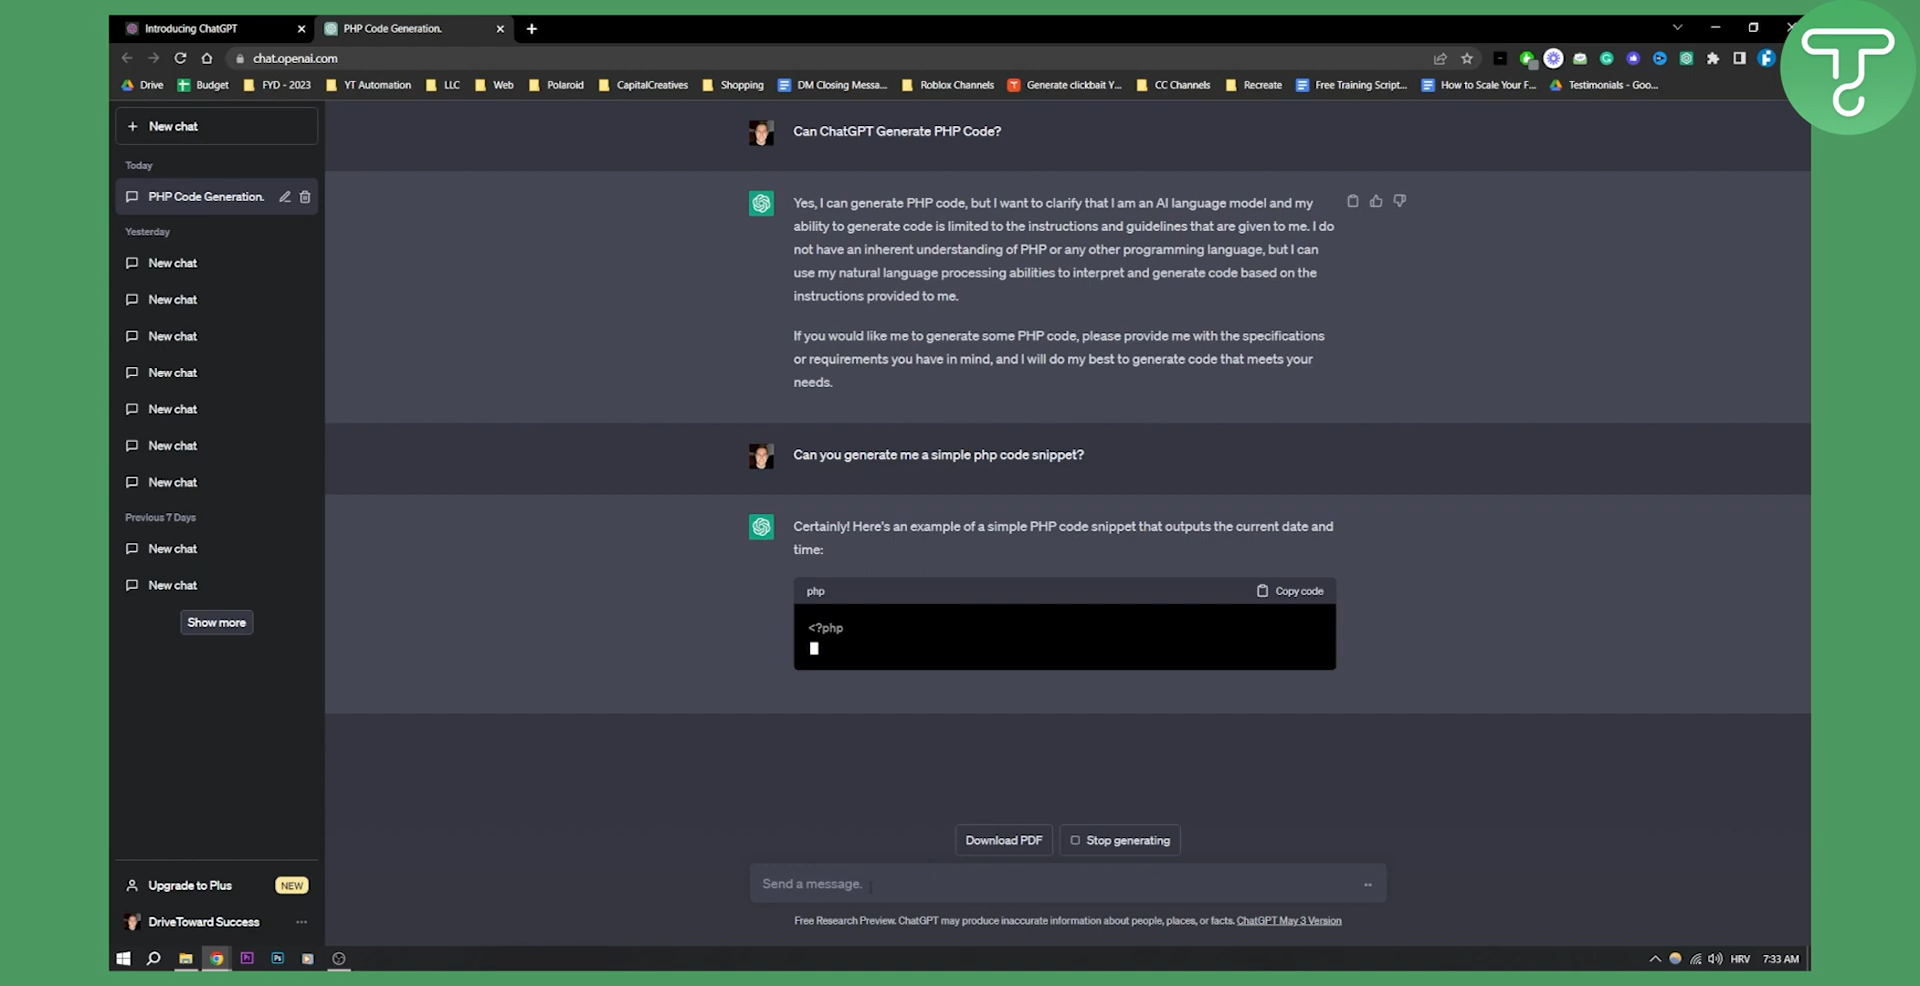 Introducing ChatGPT
PHP Code Generation.
chat.openai.com
Drive Budget FYD - 2023 YT Automation LLC Web Polaroid CapitalCreatives Shopping DM Closing Messa... Roblox Channels Generate clickbait Y... CC Channels Recreate Free Training Script... How to Scale Your F... Testimonials - Goo...
+ New chat
Today
PHP Code Generation.
Yesterday
New chat
New chat
New chat
New chat
New chat
New chat
New chat
Previous 7 Days
New chat
New chat
Show more
Upgrade to Plus NEW
DriveToward Success ...
Can ChatGPT Generate PHP Code?
Yes, I can generate PHP code, but I want to clarify that I am an AI language model and my
ability to generate code is limited to the instructions and guidelines that are given to me. I do
not have an inherent understanding of PHP or any other programming language, but I can
use my natural language processing abilities to interpret and generate code based on the
instructions provided to me.
If you would like me to generate some PHP code, please provide me with the specifications
or requirements you have in mind, and I will do my best to generate code that meets your
needs.
Can you generate me a simple php code snippet?
Certainly! Here's an example of a simple PHP code snippet that outputs the current date and
time:
php Copy code
<?php
Download PDF Stop generating
Send a message.
Free Research Preview. ChatGPT may produce inaccurate information about people, places, or facts. ChatGPT May 3 Version
Pr Ps
HRV 7:33 AM